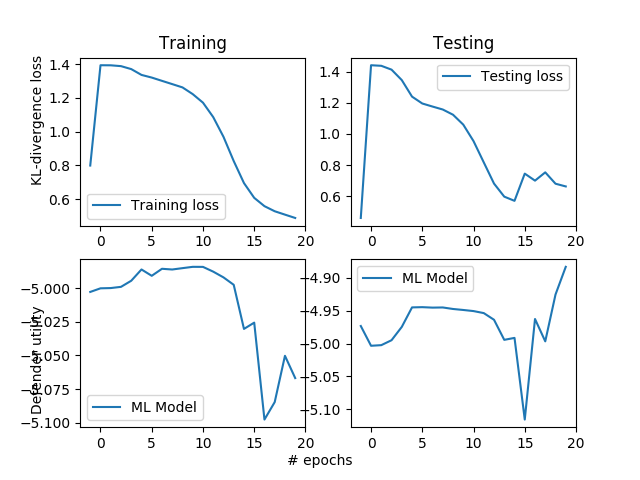 Training
Testing
KL-divergence loss
1.4
1.2
1.0
0.8
0.6
Training loss
0 5 10 15 20
1.4
1.2
1.0
0.8
0.6
Testing loss
0 5 10 15 20
Defender utility
−5.000
−5.025
−5.050
−5.075
−5.100
ML Model
0 5 10 15 20
−4.90
−4.95
−5.00
−5.05
−5.10
ML Model
0 5 10 15 20
# epochs